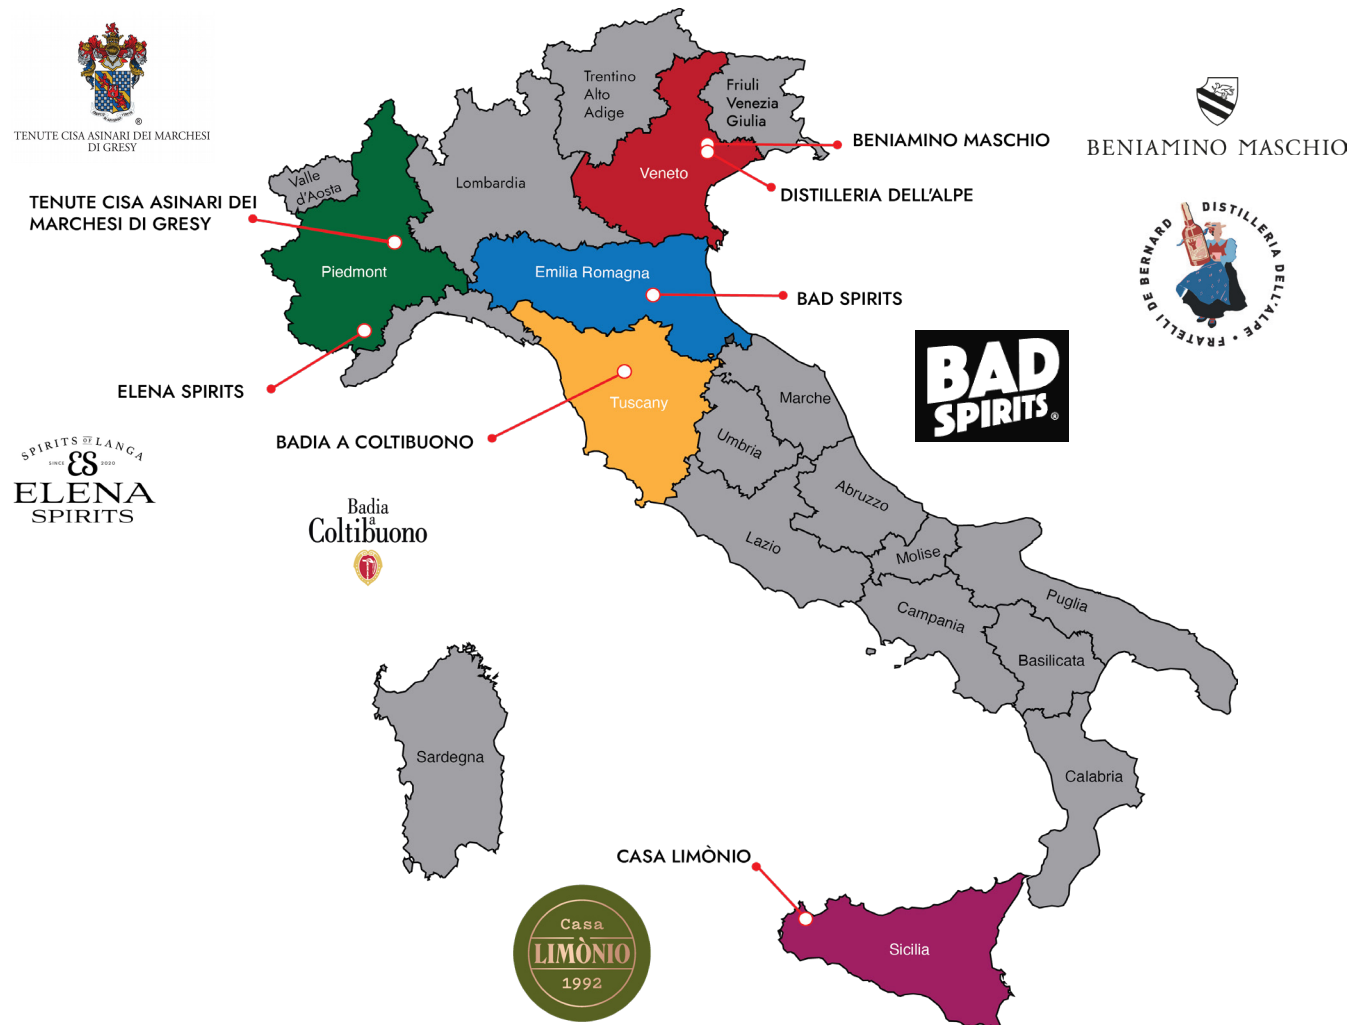 TENUTE CISA ASINARI DEI MARCHESI
DI GRESY
®
TENUTE CISA ASINARI DEI
MARCHESI DI GRESY
ELENA SPIRITS
SPIRITS OF LANGA
SINCE ES 2020
ELENA
SPIRITS
BADIA A COLTIBUONO
Badia
a
Coltibuono
Trentino
Alto
Adige
Friuli
Venezia
Giulia
Valle
d'Aosta
Lombardia
Veneto
Piedmont
Emilia Romagna
Tuscany
Marche
Umbria
Abruzzo
Lazio
Molise
Campania
Puglia
Basilicata
Calabria
Sardegna
Sicilia
BENIAMINO MASCHIO
DISTILLERIA DELL'ALPE
BAD SPIRITS
BENIAMINO MASCHIO
DISTILLERIA DELL'ALPE • FRATELLI DE BERNARD
BAD
SPIRITS®
CASA LIMÒNIO
Casa
LIMÒNIO
1992